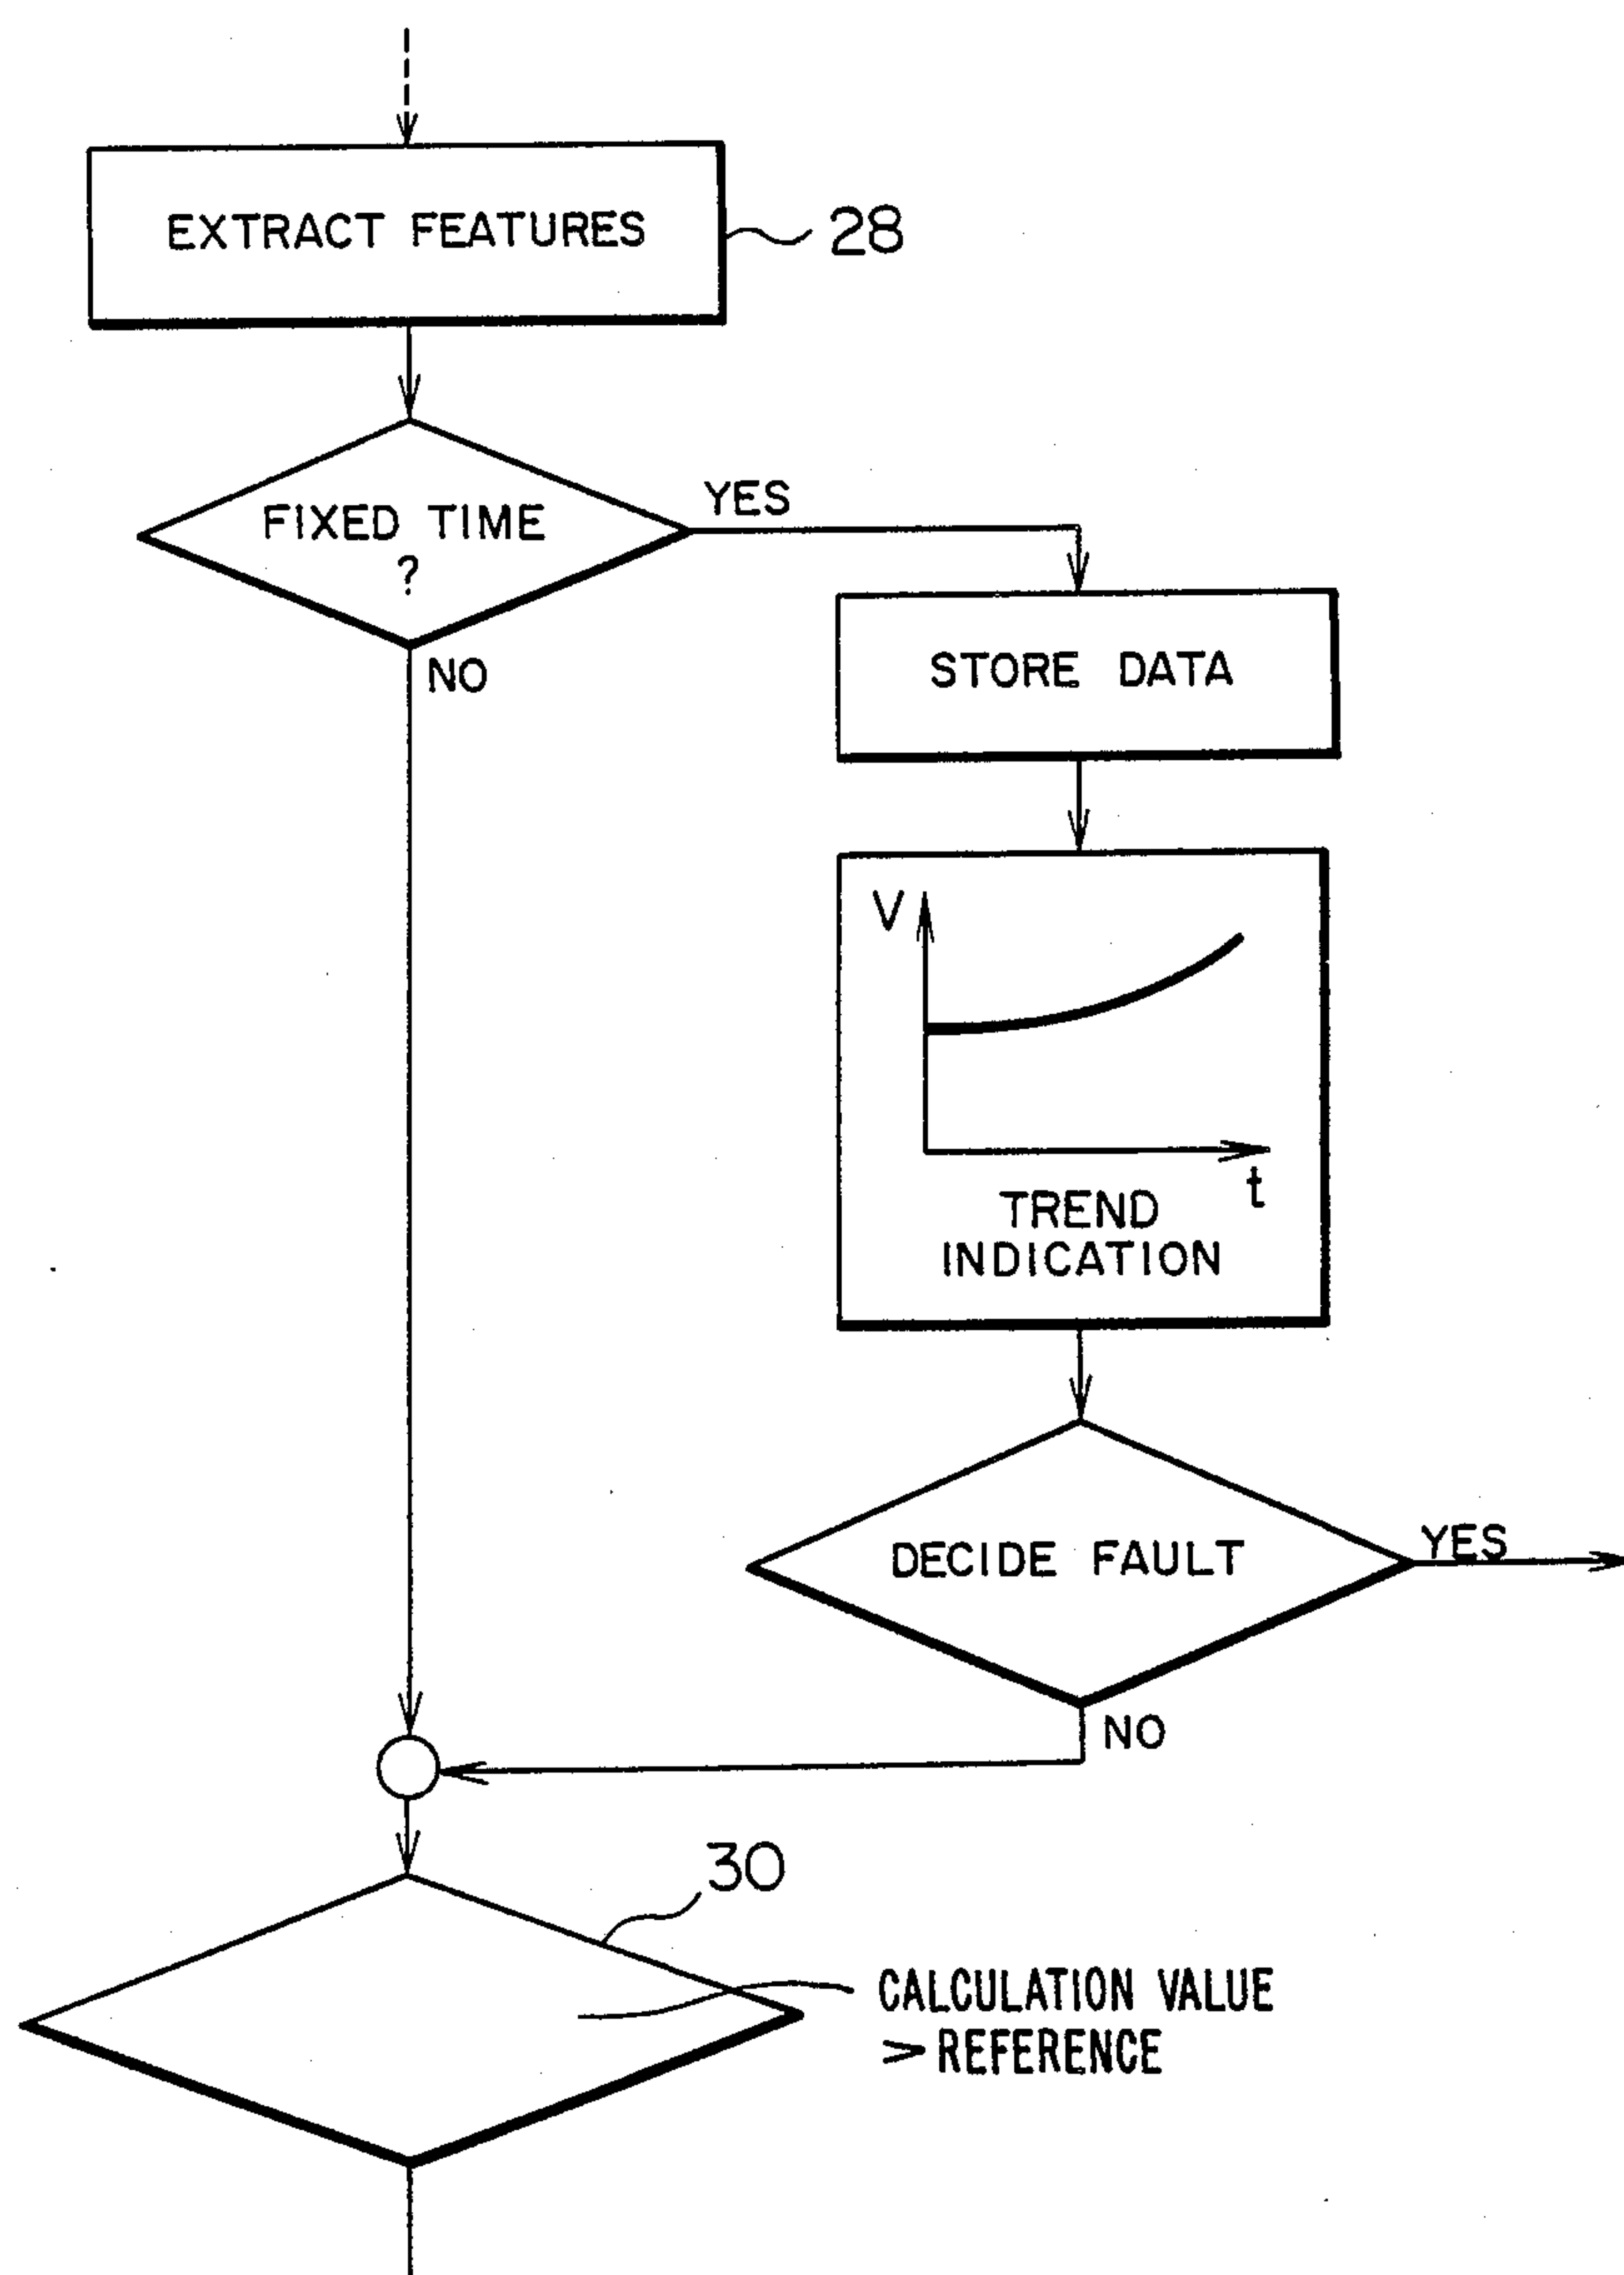 EXTRACT FEATURES
28
FIXED TIME
?
YES
NO
STORE DATA
V
t
TREND
INDICATION
DECIDE FAULT
YES
NO
30
CALCULATION VALUE
> REFERENCE